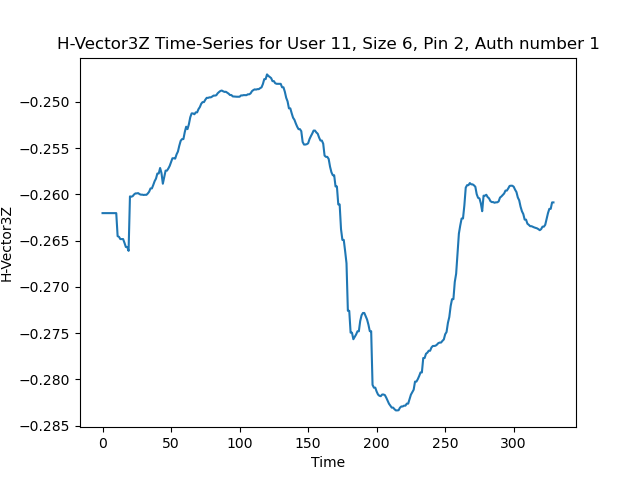 H-Vector3Z Time-Series for User 11, Size 6, Pin 2, Auth number 1
H-Vector3Z
−0.250
−0.255
−0.260
−0.265
−0.270
−0.275
−0.280
−0.285
0 50 100 150 200 250 300
Time